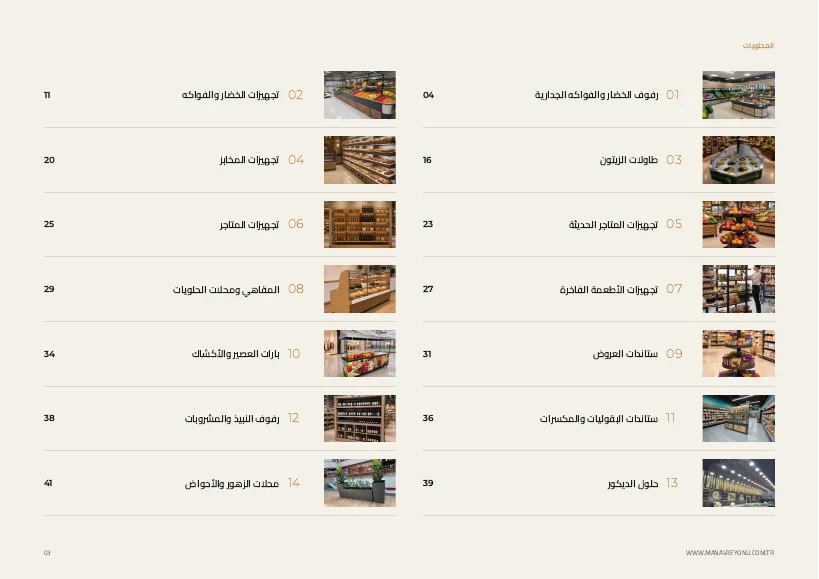 المحتويات
01 رفوف الخضار والفواكه الجدارية 04
02 تجهيزات الخضار والفواكه 11
03 طاولات الزيتون 16
04 تجهيزات المخابز 20
05 تجهيزات المتاجر الحديثة 23
06 تجهيزات المتاجر 25
07 تجهيزات الأطعمة الفاخرة 27
08 المقاهي ومحلات الحلويات 29
09 ستاندات العروض 31
10 بارات العصير والأكشاك 34
11 ستاندات البقوليات والمكسرات 36
12 رفوف النبيذ والمشروبات 38
13 حلول الديكور 39
14 محلات الزهور والأحواض 41
WWW.MANAVREYONU.COM.TR
03